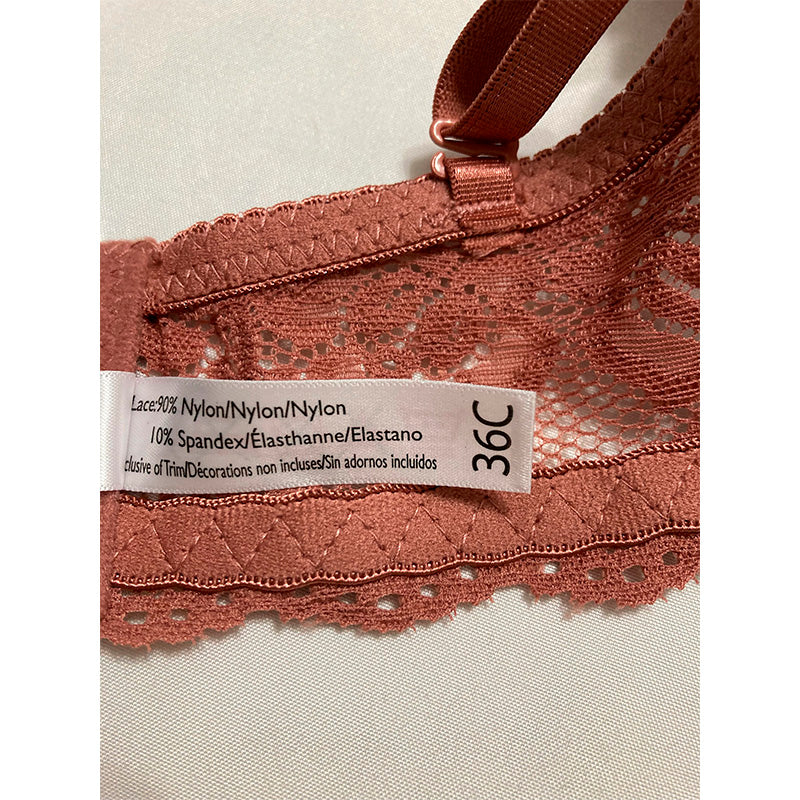 Lace:90% Nylon/Nylon/Nylon
10% Spandex/Élasthanne/Elastano
clusive of Trim/Décorations non incluses/Sin adornos incluidos
36C